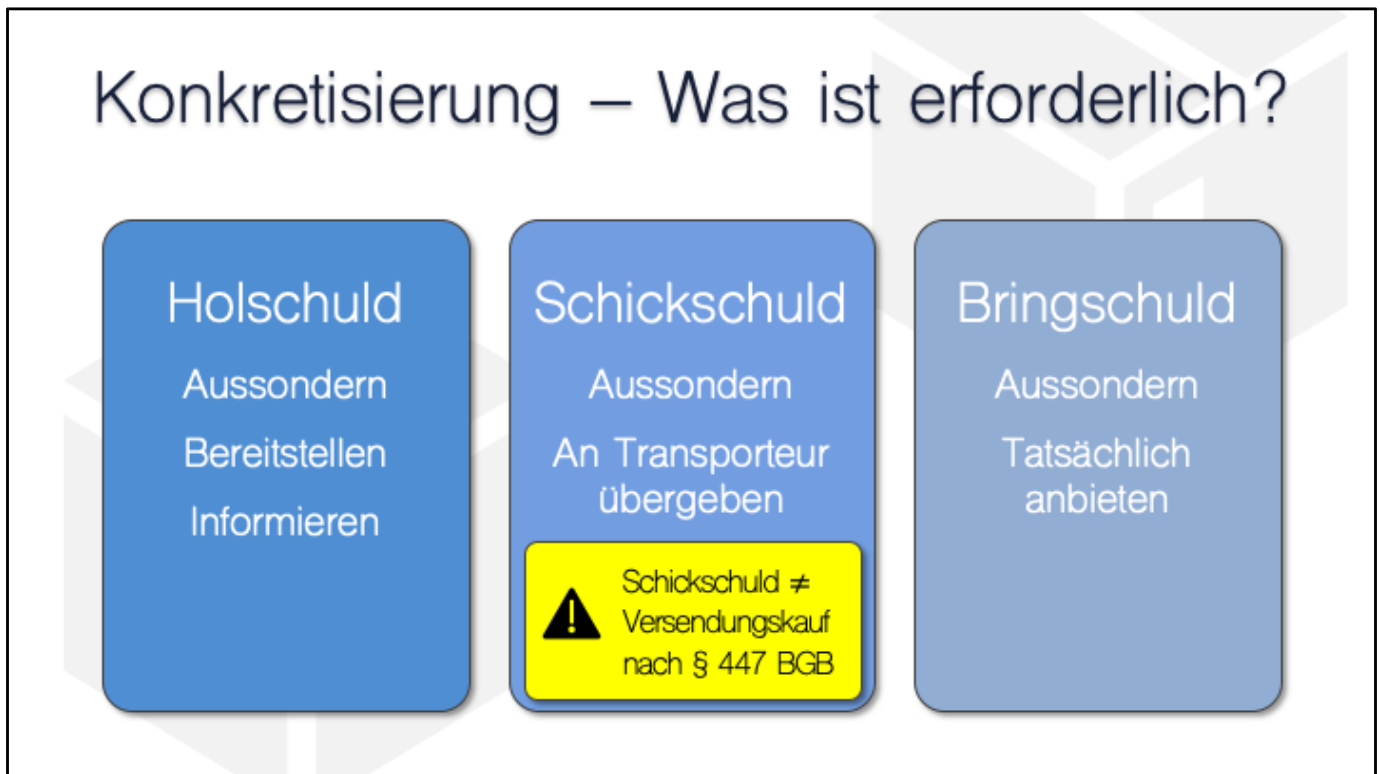 Konkretisierung – Was ist erforderlich?
Holschuld
Aussondern
Bereitstellen
Informieren
Schickschuld
Aussondern
An Transporteur
übergeben
Schickschuld ≠
Versendungskauf
nach § 447 BGB
Bringschuld
Aussondern
Tatsächlich
anbieten